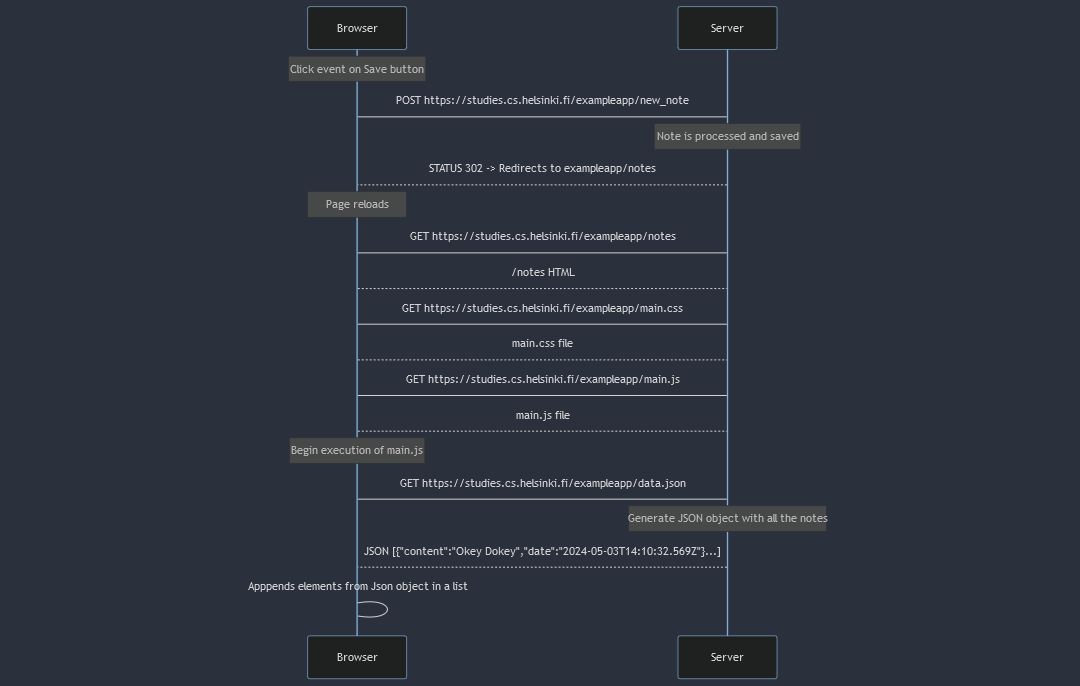 Browser
Server
Click event on Save button
POST https://studies.cs.helsinki.fi/exampleapp/new_note
Note is processed and saved
STATUS 302 -> Redirects to exampleapp/notes
Page reloads
GET https://studies.cs.helsinki.fi/exampleapp/notes
/notes HTML
GET https://studies.cs.helsinki.fi/exampleapp/main.css
main.css file
GET https://studies.cs.helsinki.fi/exampleapp/main.js
main.js file
Begin execution of main.js
GET https://studies.cs.helsinki.fi/exampleapp/data.json
Generate JSON object with all the notes
JSON [{"content":"Okey Dokey","date":"2024-05-03T14:10:32.569Z"}...]
Apppends elements from Json object in a list
Browser
Server